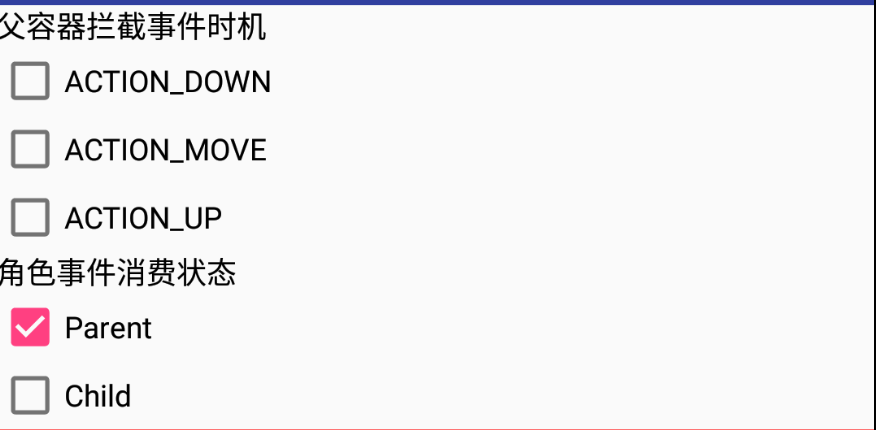 父容器拦截事件时机
ACTION_DOWN
ACTION_MOVE
ACTION_UP
角色事件消费状态
Parent
Child